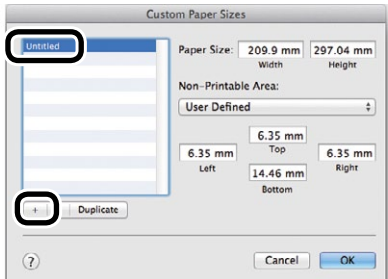 Custom Paper Sizes
Untitled
Paper Size: 209.9 mm 297.04 mm
Width Height
Non-Printable Area:
User Defined
6.35 mm
Top
6.35 mm 6.35 mm
Left Right
14.46 mm
Bottom
+ Duplicate
? Cancel OK